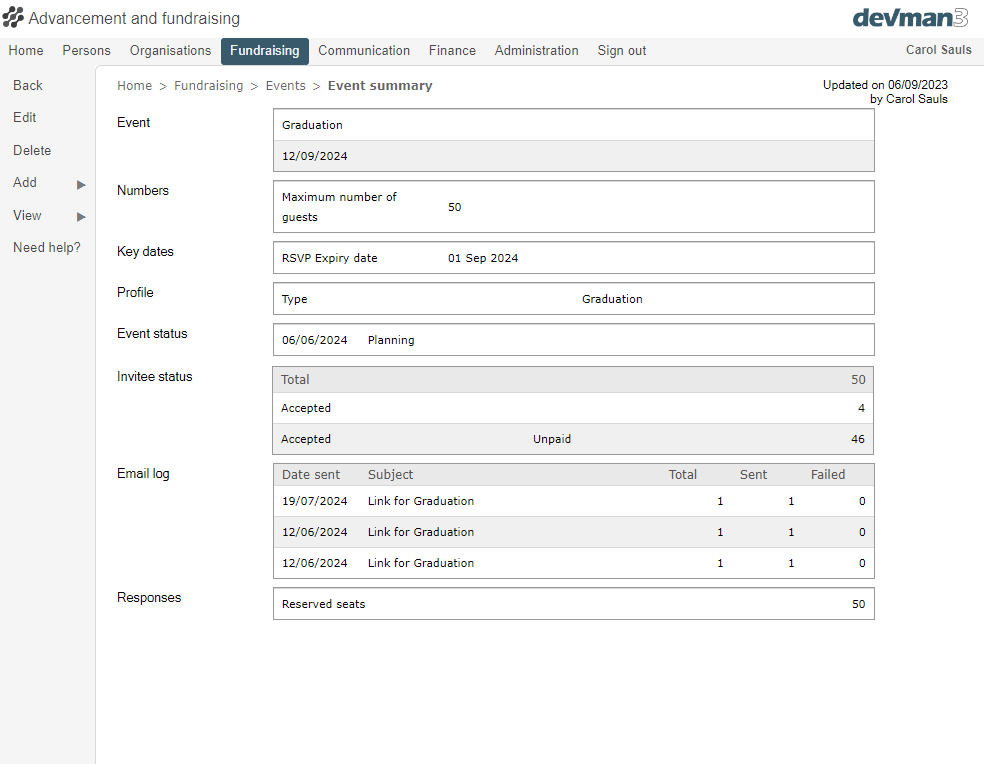 Advancement and fundraising
devman3
Home Persons Organisations Fundraising Communication Finance Administration Sign out Carol Sauls
Back
Edit
Delete
Add
View
Need help?
Home > Fundraising > Events > Event summary
Updated on 06/09/2023
by Carol Sauls
Event
Graduation
12/09/2024
Numbers
Maximum number of
guests
50
Key dates
RSVP Expiry date 01 Sep 2024
Profile
Type Graduation
Event status
06/06/2024 Planning
Invitee status
Total 50
Accepted 4
Accepted Unpaid 46
Email log
Date sent Subject Total Sent Failed
19/07/2024 Link for Graduation 1 1 0
12/06/2024 Link for Graduation 1 1 0
12/06/2024 Link for Graduation 1 1 0
Responses
Reserved seats 50